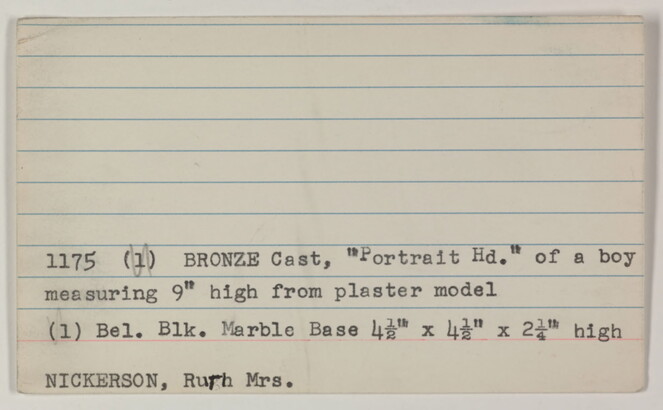 1175 (1) BRONZE Cast, "Portrait Hd." of a boy
measuring 9" high from plaster model
(1) Bel. Blk. Marble Base 4½" x 4½" x 2¼" high
NICKERSON, Ruth Mrs.